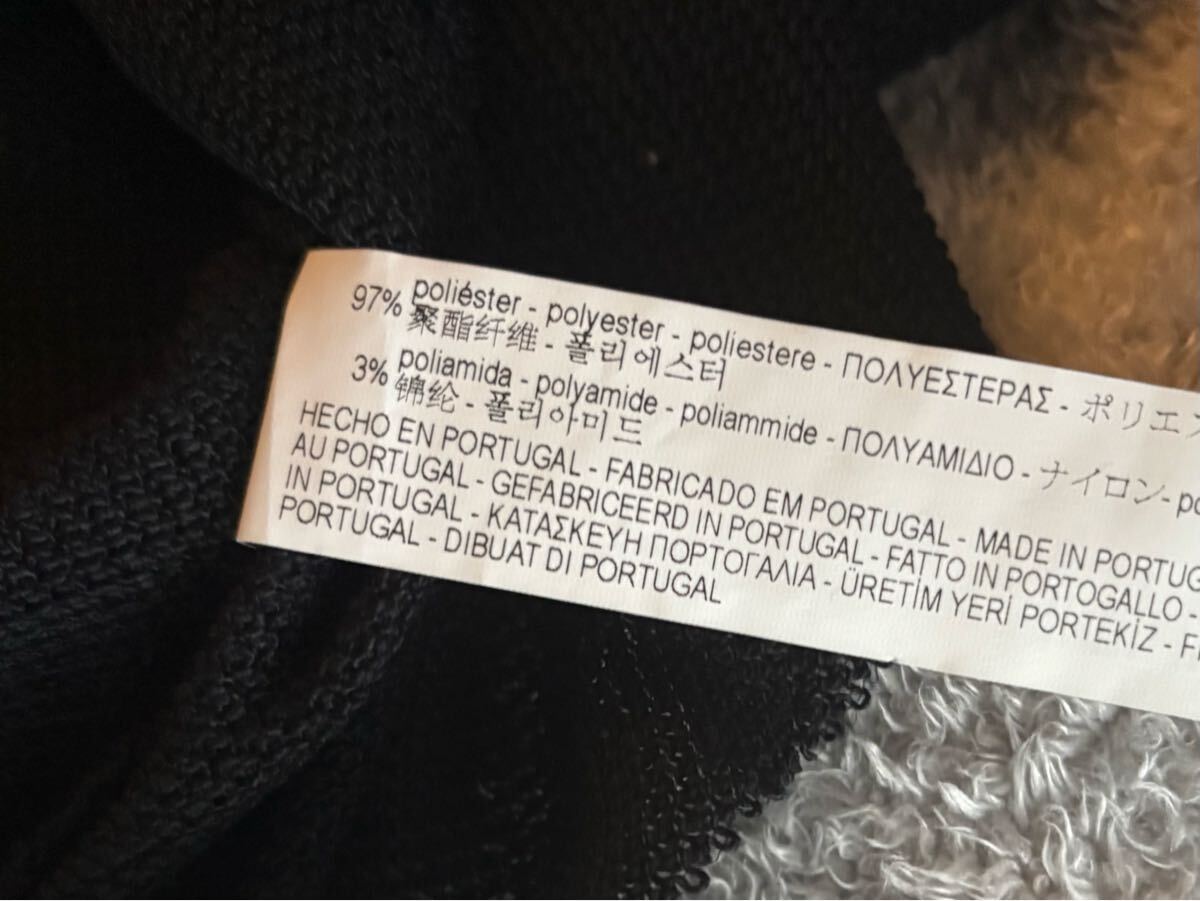 97% poliéster - polyester - poliestere - ΠΟΛΥΕΣΤΕΡΑΣ - ポリエス
聚酯纤维 - 폴리에스터
3% poliamida - polyamide - poliammide - ΠΟΛΥΑΜΙΔΙΟ - ナイロン - po
锦纶 - 폴리아미드
HECHO EN PORTUGAL - FABRICADO EM PORTUGAL - MADE IN PORTUG
AU PORTUGAL - GEFABRICEERD IN PORTUGAL - FATTO IN PORTOGALLO -
IN PORTUGAL - ΚΑΤΑΣΚΕΥΗ ΠΟΡΤΟΓΑΛΙΑ - ÜRETİM YERİ PORTEKİZ - F
PORTUGAL - DIBUAT DI PORTUGAL